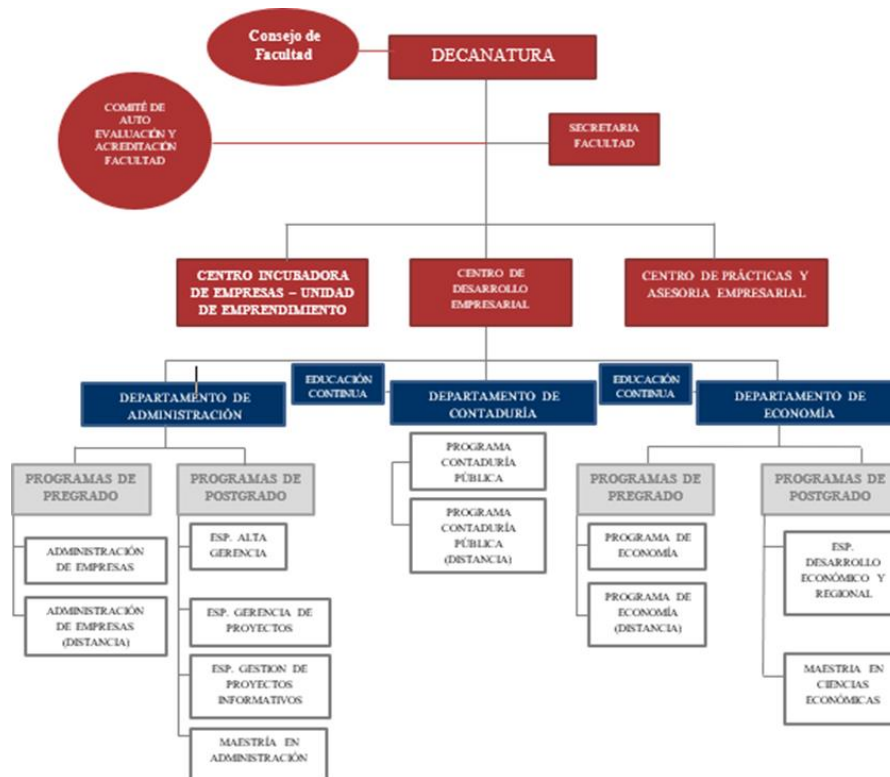 Consejo de
Facultad
DECANATURA
COMITÉ DE
AUTO
EVALUACIÓN Y
ACREDITACIÓN
FACULTAD
SECRETARIA
FACULTAD
CENTRO INCUBADORA
DE EMPRESAS – UNIDAD
DE EMPRENDIMIENTO
CENTRO DE
DESARROLLO
EMPRESARIAL
CENTRO DE PRÁCTICAS Y
ASESORIA EMPRESARIAL
DEPARTAMENTO DE
ADMINISTRACIÓN
EDUCACIÓN
CONTINUA
DEPARTAMENTO DE
CONTADURÍA
EDUCACIÓN
CONTINUA
DEPARTAMENTO DE
ECONOMÍA
PROGRAMAS DE
PREGRADO
ADMINISTRACIÓN
DE EMPRESAS
ADMINISTRACIÓN
DE EMPRESAS
(DISTANCIA)
PROGRAMAS DE
POSTGRADO
ESP. ALTA
GERENCIA
ESP. GERENCIA DE
PROYECTOS
ESP. GESTION DE
PROYECTOS
INFORMATIVOS
MAESTRÍA EN
ADMINISTRACIÓN
PROGRAMA
CONTADURÍA
PÚBLICA
PROGRAMA
CONTADURÍA
PÚBLICA
(DISTANCIA)
PROGRAMAS DE
PREGRADO
PROGRAMA DE
ECONOMÍA
PROGRAMA DE
ECONOMÍA
(DISTANCIA)
PROGRAMAS DE
POSTGRADO
ESP.
DESARROLLO
ECONÓMICO Y
REGIONAL
MAESTRIA EN
CIENCIAS
ECONÓMICAS